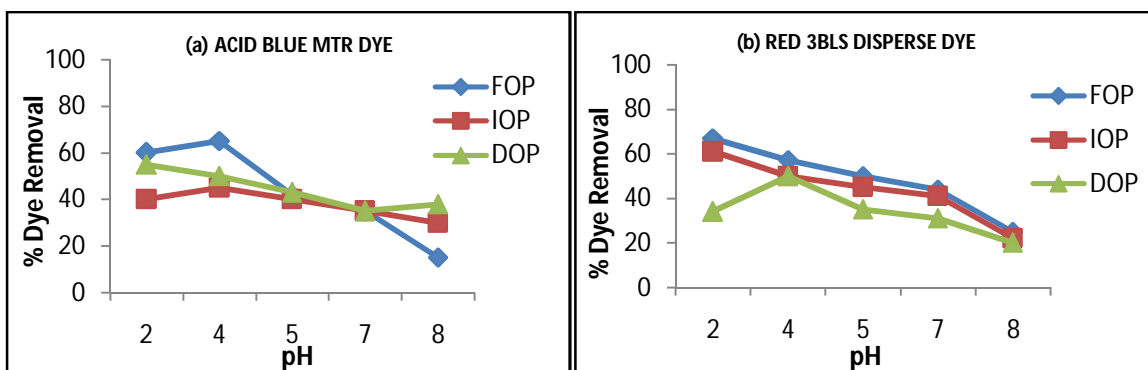 (a) ACID BLUE MTR DYE
% Dye Removal
100
80
60
40
20
0
2 4 5 7 8
pH
FOP
IOP
DOP
(b) RED 3BLS DISPERSE DYE
% Dye Removal
100
80
60
40
20
0
2 4 5 7 8
pH
FOP
IOP
DOP